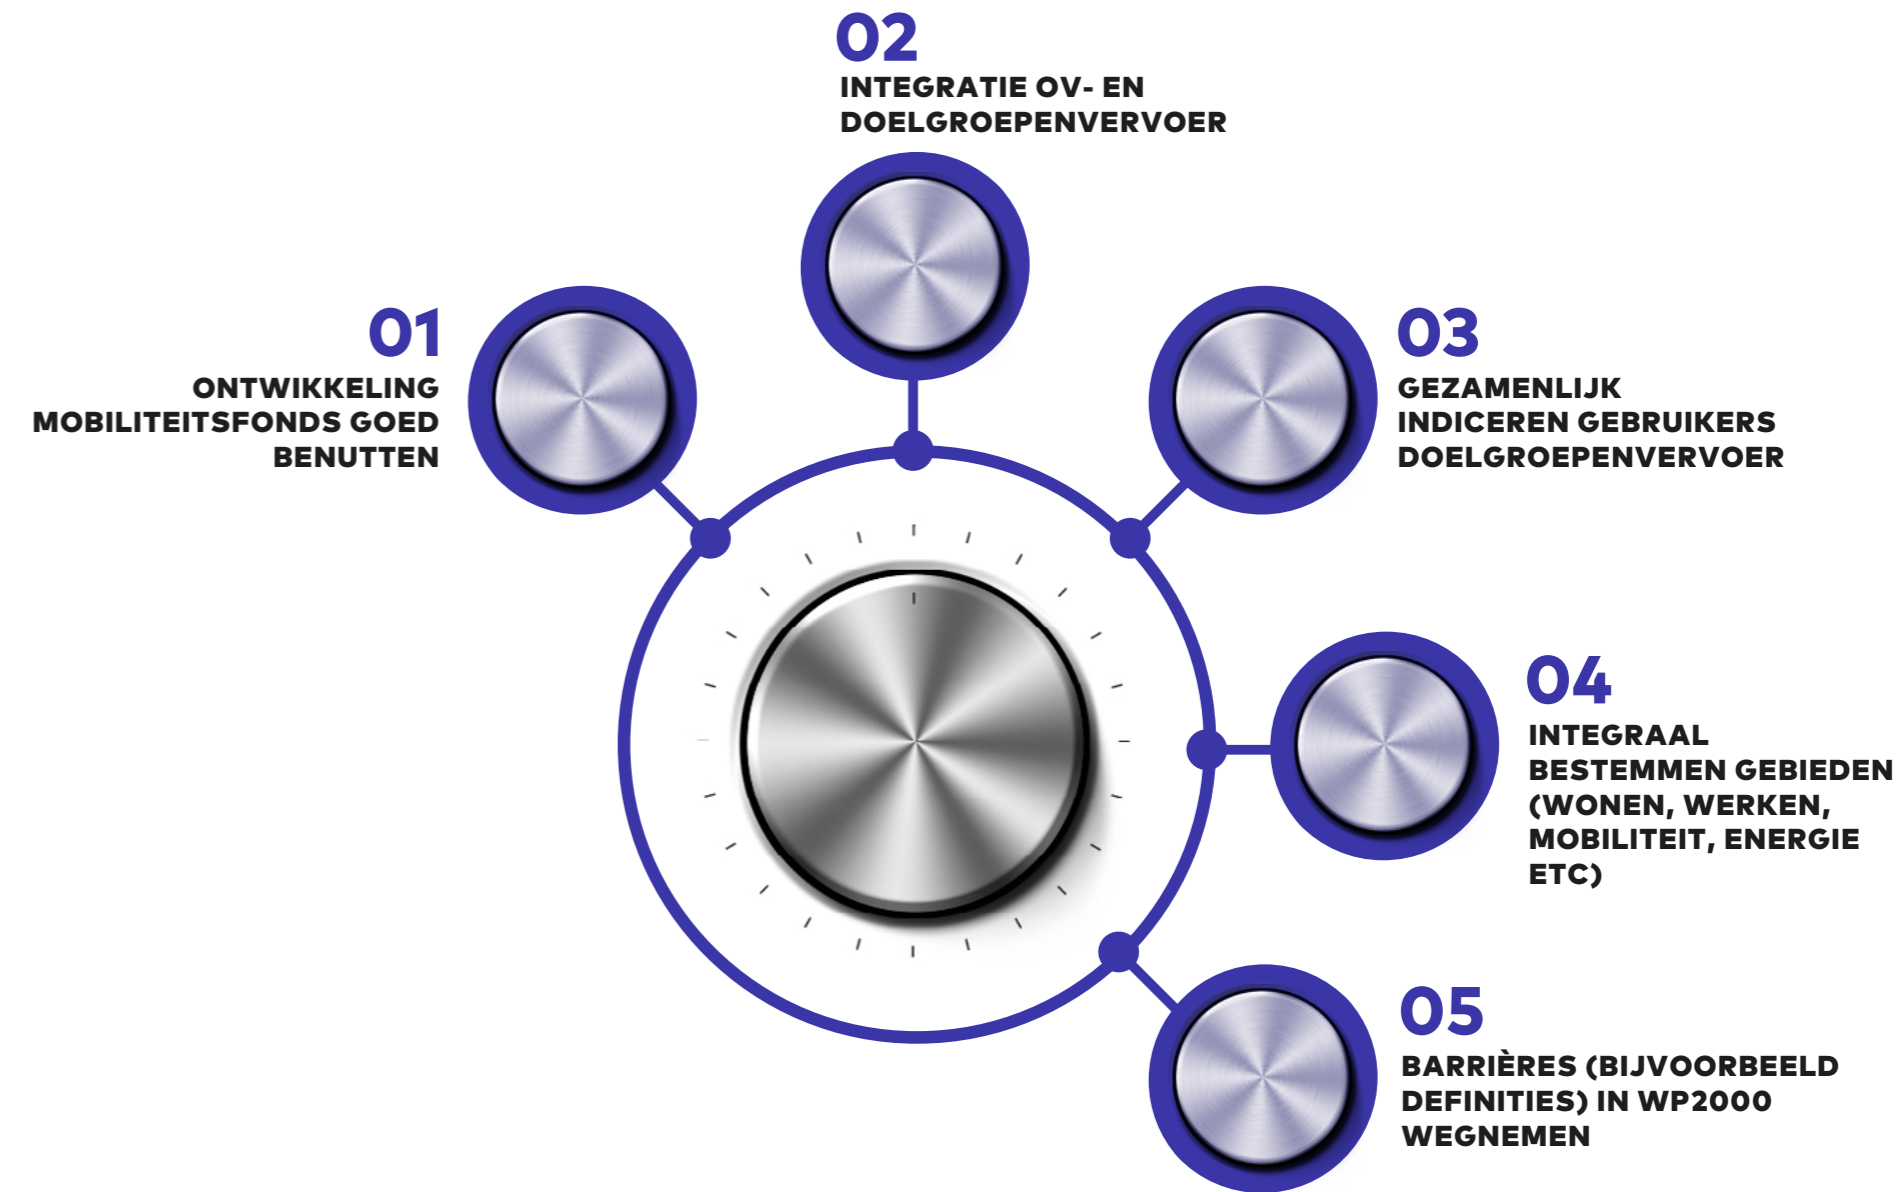 01
ONTWIKKELING
MOBILITEITSFONDS GOED
BENUTTEN
02
INTEGRATIE OV- EN
DOELGROEPENVERVOER
03
GEZAMENLIJK
INDICEREN GEBRUIKERS
DOELGROEPENVERVOER
04
INTEGRAAL
BESTEMMEN GEBIEDEN
(WONEN, WERKEN,
MOBILITEIT, ENERGIE
ETC)
05
BARRIÈRES (BIJVOORBEELD
DEFINITIES) IN WP2000
WEGNEMEN